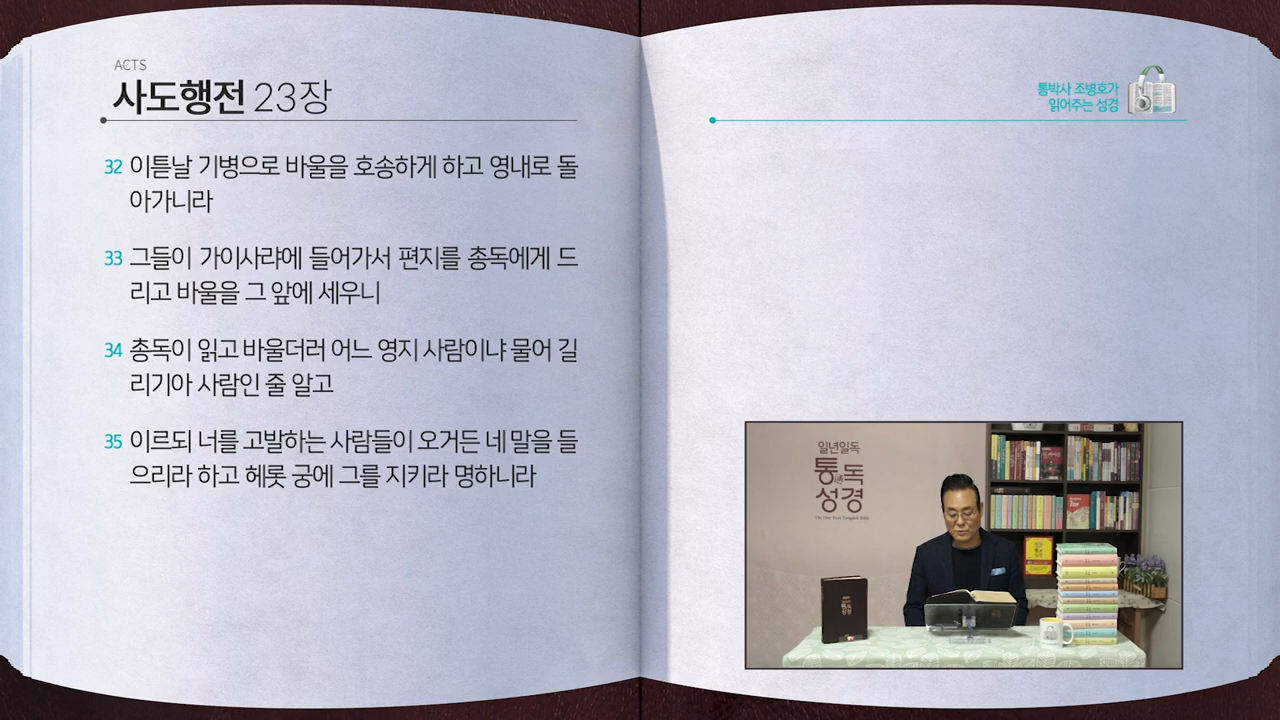 ACTS
사도행전 23장
32 이튿날 기병으로 바울을 호송하게 하고 영내로 돌
아가니라
33 그들이 가이사랴에 들어가서 편지를 총독에게 드
리고 바울을 그 앞에 세우니
34 총독이 읽고 바울더러 어느 영지 사람이냐 물어 길
리기아 사람인 줄 알고
35 이르되 너를 고발하는 사람들이 오거든 네 말을 들
으리라 하고 헤롯 궁에 그를 지키라 명하니라
통박사 조병호가
읽어주는 성경
일년일독
통독
성경